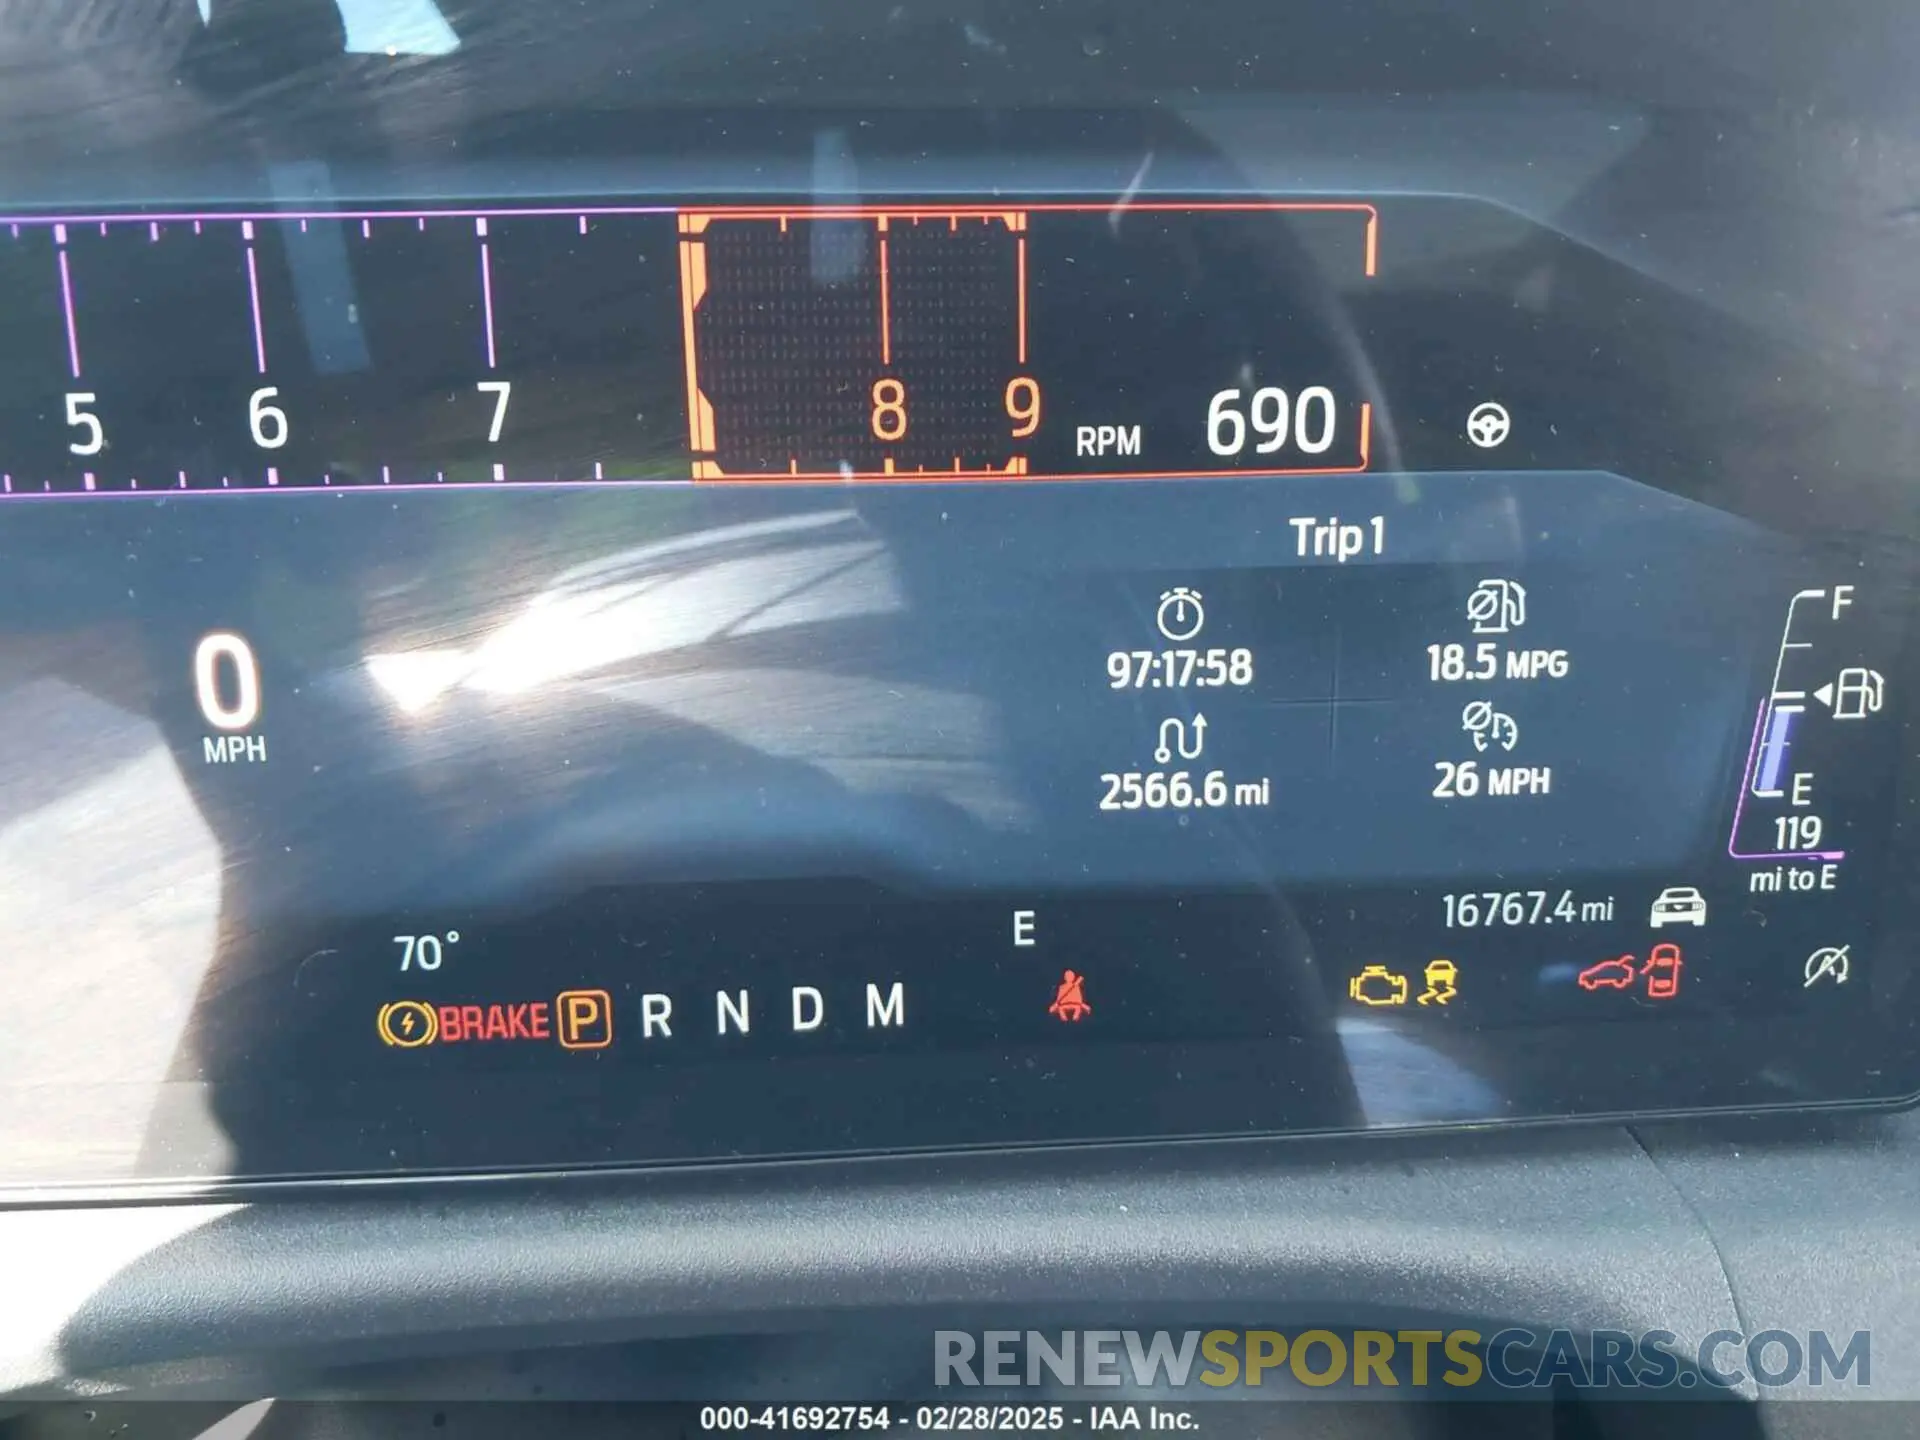 5 6 7 8 9 RPM 690
Trip 1
97:17:58 18.5 MPG
2566.6 mi 26 MPH
0
MPH
F
E
119
mi to E
16767.4 mi
70°
E
BRAKE P R N D M
RENEWSPORTSCARS.COM
000-41692754 - 02/28/2025 - IAA Inc.